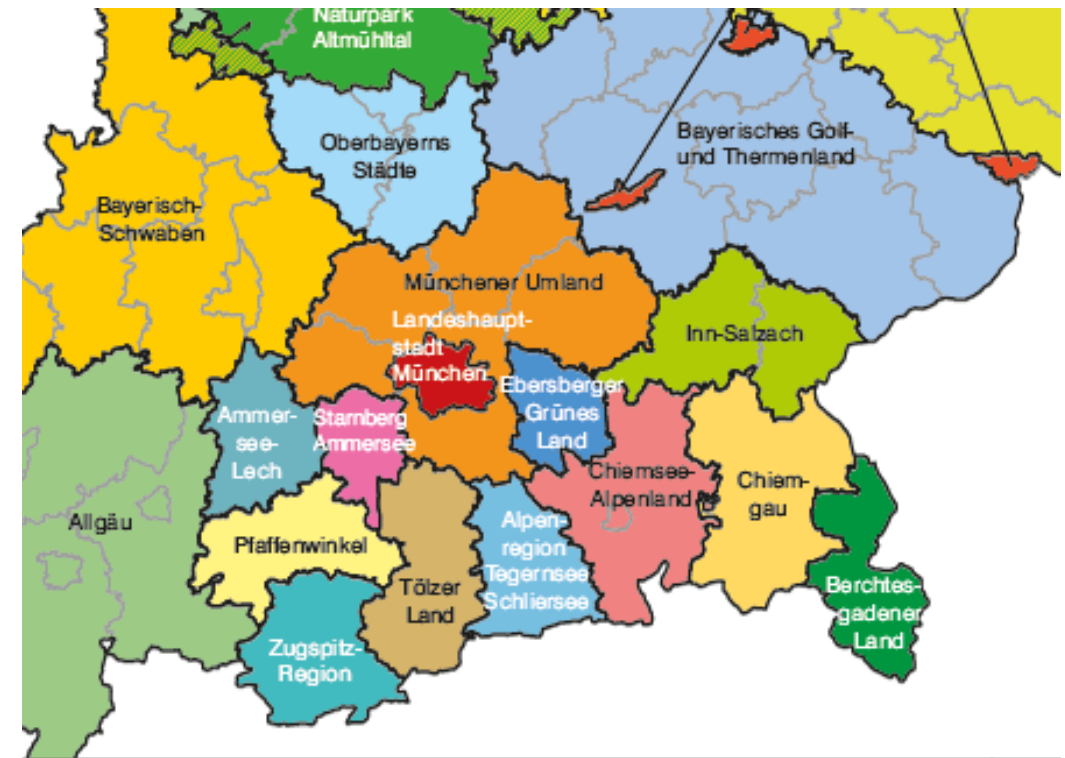 Naturpark
Altmühltal
Oberbayerns
Städte
Bayerisches Golf-
und Thermenland
Bayerisch-
Schwaben
Münchener Umland
Landeshaupt-
stadt
München
Inn-Salzach
Ebersberger
Grünes
Land
Ammer-
see-
Lech
Starnberg
Ammersee
Chiemsee-
Alpenland
Chiem-
gau
Allgäu
Pfaffenwinkel
Alpen-
region
Tegernsee
Schliersee
Tölzer
Land
Berchtes-
gadener
Land
Zugspitz-
Region